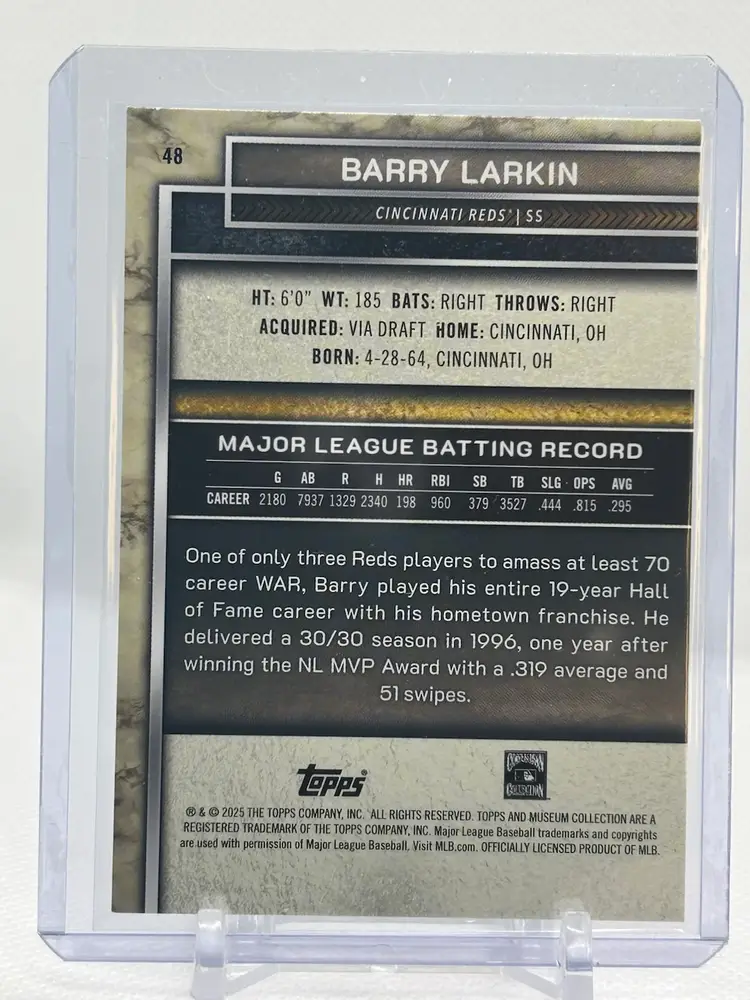 48
BARRY LARKIN
CINCINNATI REDS® | SS
HT: 6'0" WT: 185 BATS: RIGHT THROWS: RIGHT
ACQUIRED: VIA DRAFT HOME: CINCINNATI, OH
BORN: 4-28-64, CINCINNATI, OH
MAJOR LEAGUE BATTING RECORD
G AB R H HR RBI SB TB SLG OPS AVG
CAREER 2180 7937 1329 2340 198 960 379 3527 .444 .815 .295
One of only three Reds players to amass at least 70
career WAR, Barry played his entire 19-year Hall
of Fame career with his hometown franchise. He
delivered a 30/30 season in 1996, one year after
winning the NL MVP Award with a .319 average and
51 swipes.
topps®
COOPERSTOWN
COLLECTION
® & © 2025 THE TOPPS COMPANY, INC. ALL RIGHTS RESERVED. TOPPS AND MUSEUM COLLECTION ARE A
REGISTERED TRADEMARK OF THE TOPPS COMPANY, INC. Major League Baseball trademarks and copyrights
are used with permission of Major League Baseball. Visit MLB.com. OFFICIALLY LICENSED PRODUCT OF MLB.